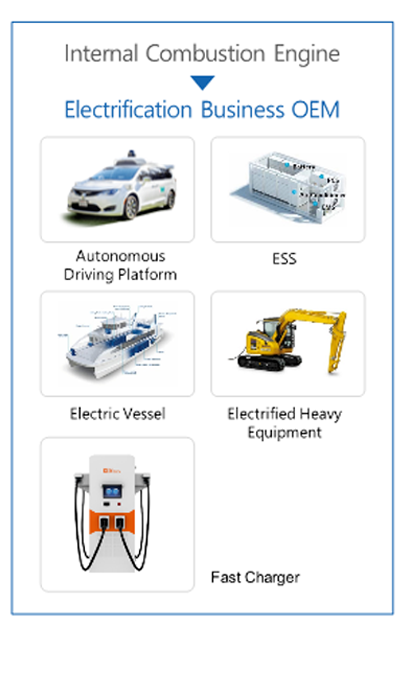 Internal Combustion Engine
Electrification Business OEM
Autonomous
Driving Platform
ESS
Electric Vessel
Electrified Heavy
Equipment
Fast Charger